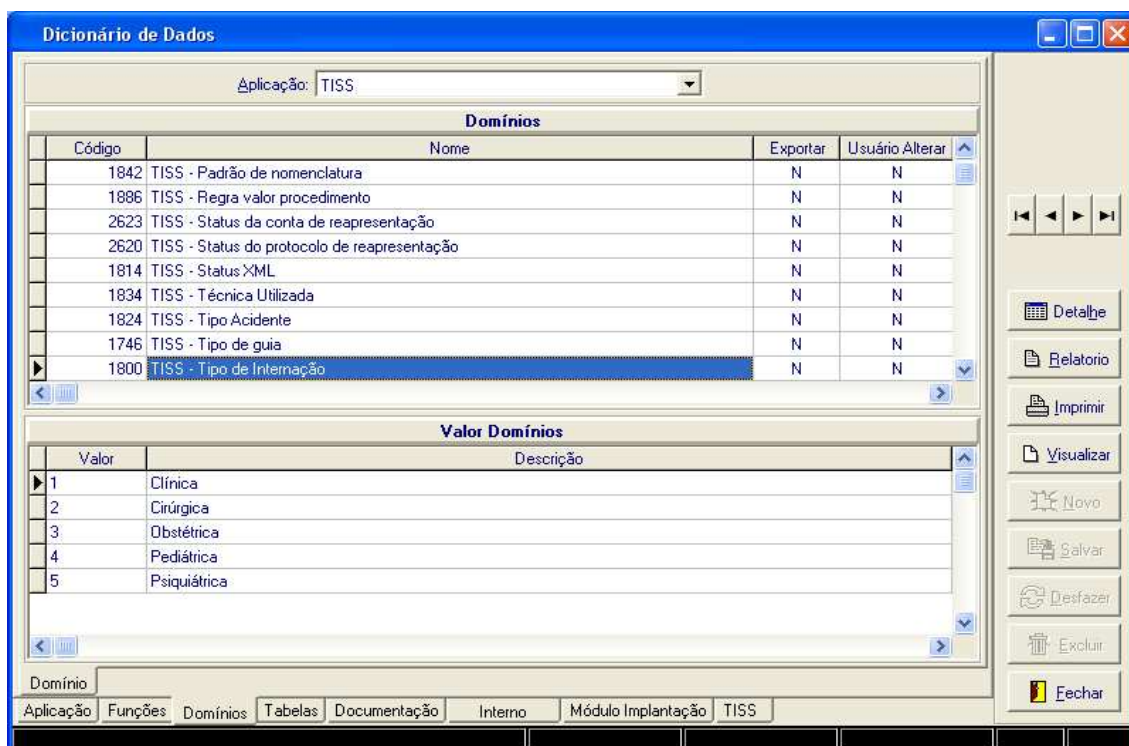 Dicionário de Dados
Aplicação: TISS
Domínios
Código Nome Exportar Usuário Alterar
1842 TISS - Padrão de nomenclatura N N
1886 TISS - Regra valor procedimento N N
2623 TISS - Status da conta de reapresentação N N
2620 TISS - Status do protocolo de reapresentação N N
1814 TISS - Status XML N N
1834 TISS - Técnica Utilizada N N
1824 TISS - Tipo Acidente N N
1746 TISS - Tipo de guia N N
1800 TISS - Tipo de Internação N N
Valor Domínios
Valor Descrição
1 Clínica
2 Cirúrgica
3 Obstétrica
4 Pediátrica
5 Psiquiátrica
Domínio
Aplicação Funções Domínios Tabelas Documentação Interno Módulo Implantação TISS
Detalhe
Relatorio
Imprimir
Visualizar
Novo
Salvar
Desfazer
Excluir
Fechar